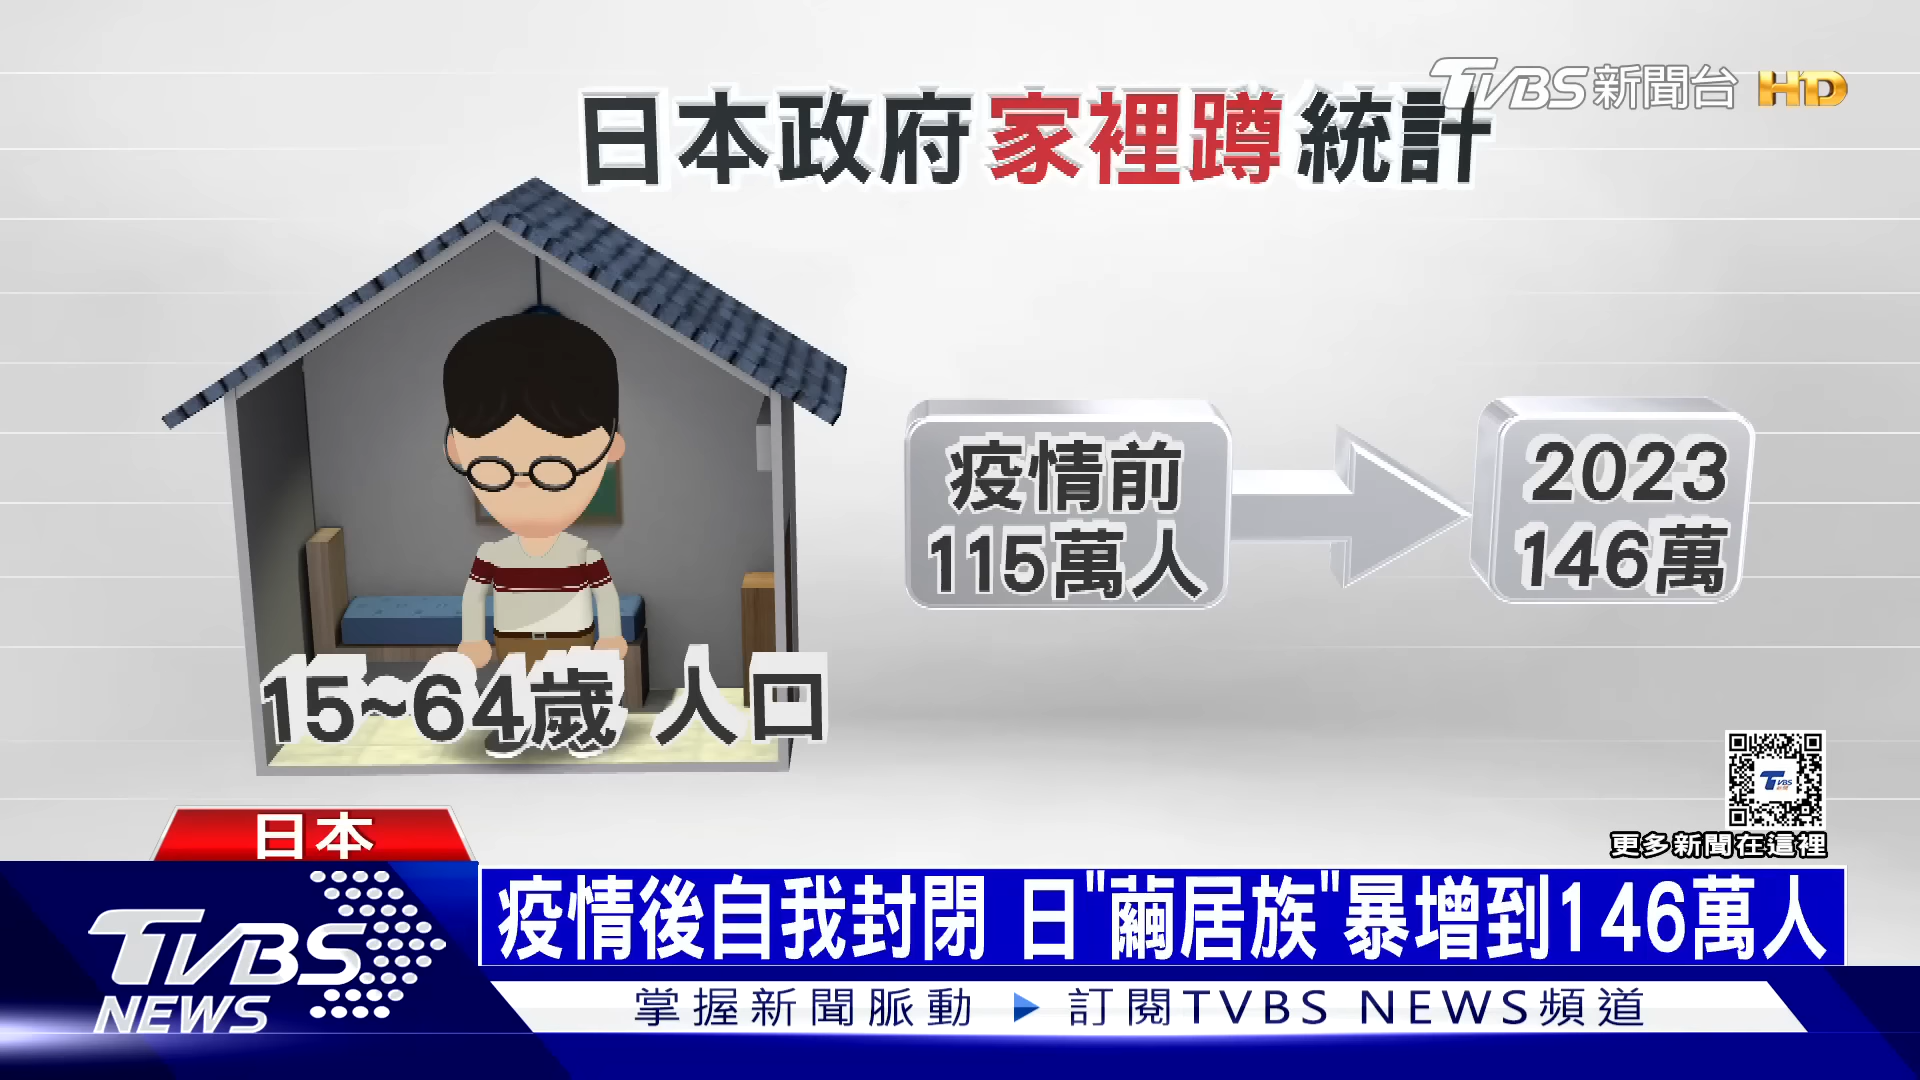 TVBS新聞台 HD
日本政府家裡蹲統計
疫情前
115萬人
2023
146萬
15~64歲 人口
TVBS
新聞
更多新聞在這裡
日本
疫情後自我封閉 日"繭居族"暴增到146萬人
TVBS
NEWS
掌握新聞脈動 ▶ 訂閱TVBS NEWS頻道